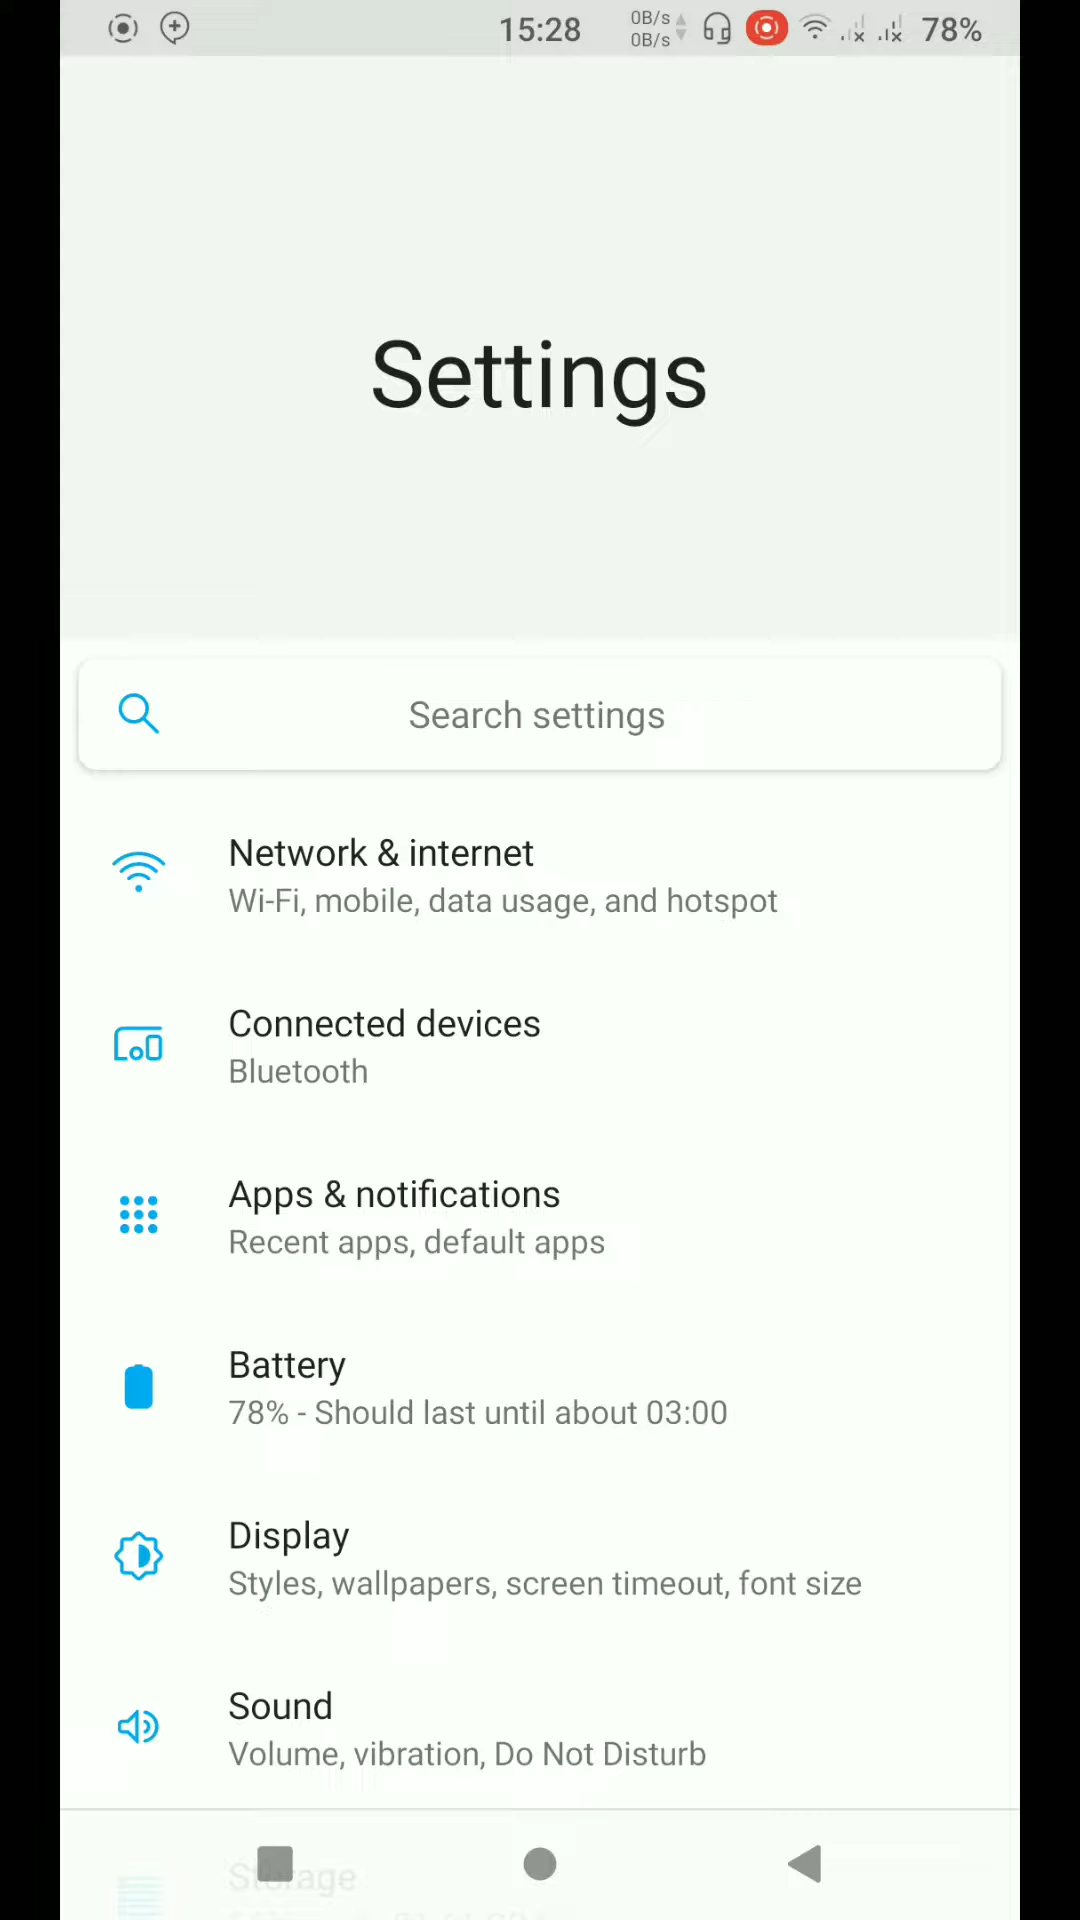 15:28
0B/s
0B/s
78%
Settings
Search settings
Network & internet
Wi-Fi, mobile, data usage, and hotspot
Connected devices
Bluetooth
Apps & notifications
Recent apps, default apps
Battery
78% - Should last until about 03:00
Display
Styles, wallpapers, screen timeout, font size
Sound
Volume, vibration, Do Not Disturb
Storage